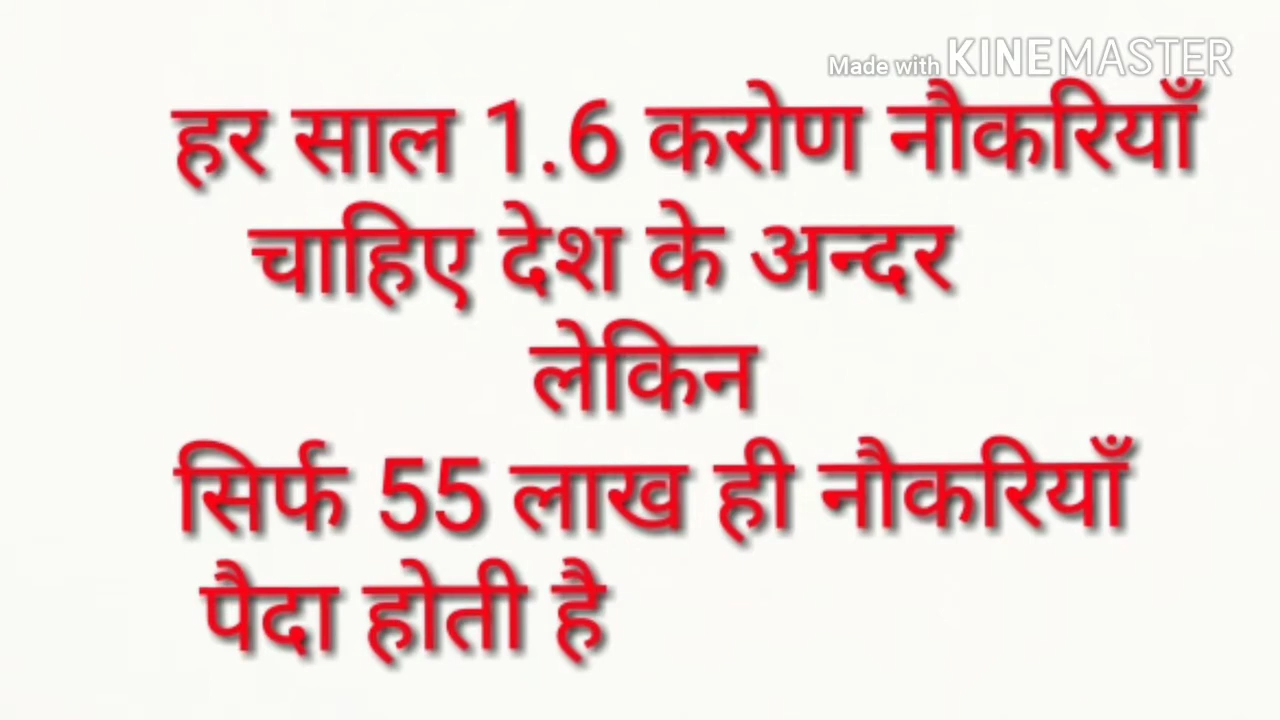 Made with KINEMASTER
हर साल 1.6 करोण नौकरियाँ
चाहिए देश के अन्दर
लेकिन
सिर्फ 55 लाख ही नौकरियाँ
पैदा होती है